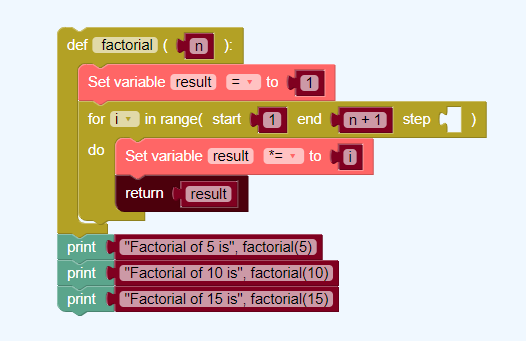 def factorial ( n ):
Set variable result = to 1
for i in range( start 1 end n + 1 step )
do Set variable result *= to i
return result
print "Factorial of 5 is", factorial(5)
print "Factorial of 10 is", factorial(10)
print "Factorial of 15 is", factorial(15)